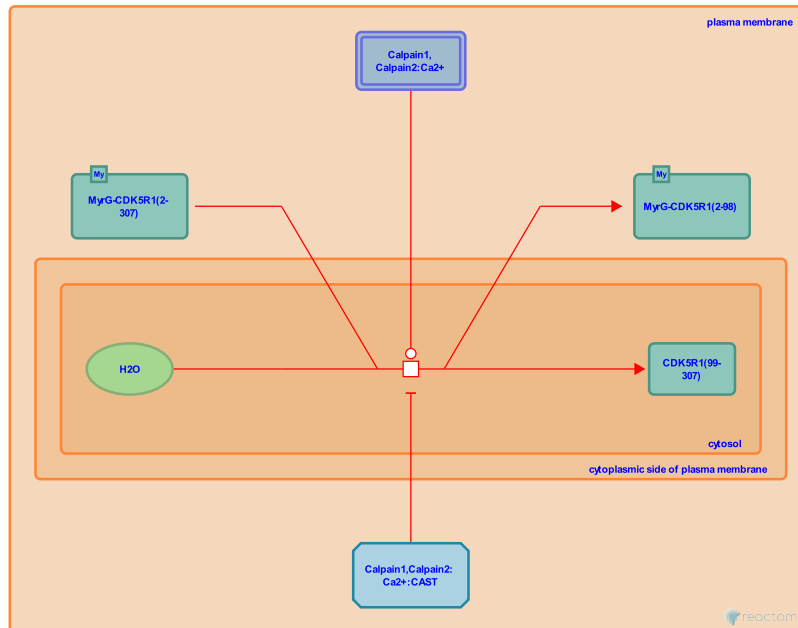 plasma membrane
Calpain1,
Calpain2:Ca2+
My
MyrG-CDK5R1(2-
307)
My
MyrG-CDK5R1(2-98)
H2O
CDK5R1(99-
307)
cytosol
cytoplasmic side of plasma membrane
Calpain1,Calpain2:
Ca2+:CAST
reactom